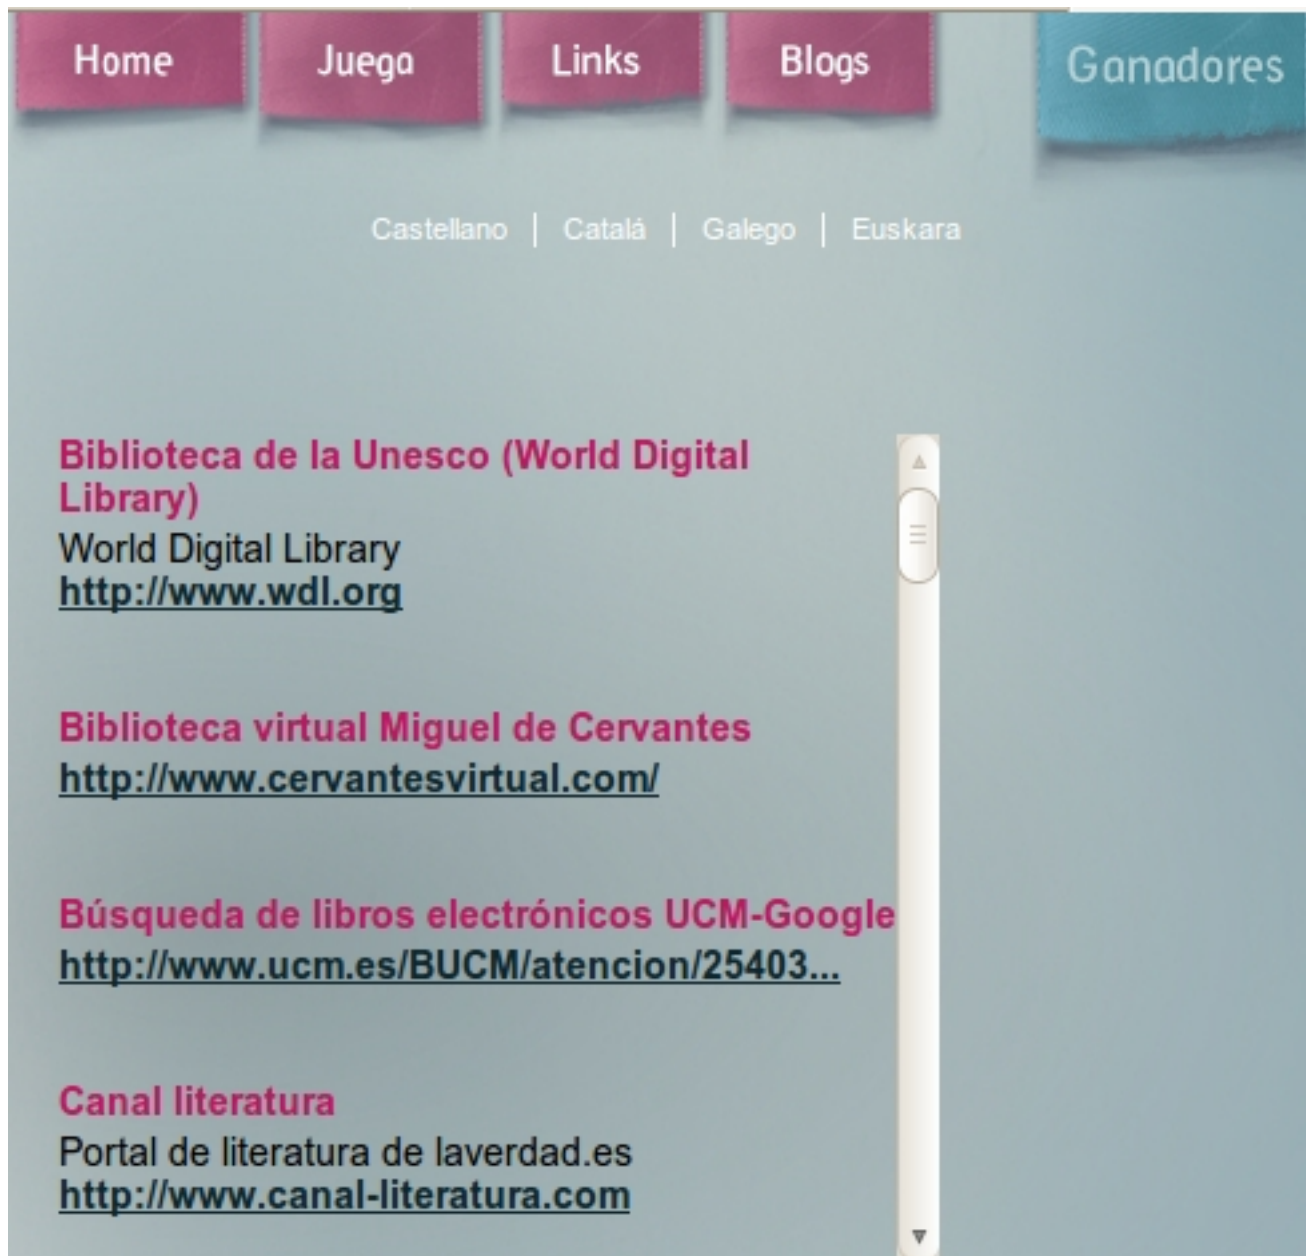 Home Juega Links Blogs Ganadores
Castellano | Catalá | Galego | Euskara
Biblioteca de la Unesco (World Digital
Library)
World Digital Library
http://www.wdl.org
Biblioteca virtual Miguel de Cervantes
http://www.cervantesvirtual.com/
Búsqueda de libros electrónicos UCM-Google
http://www.ucm.es/BUCM/atencion/25403...
Canal literatura
Portal de literatura de laverdad.es
http://www.canal-literatura.com